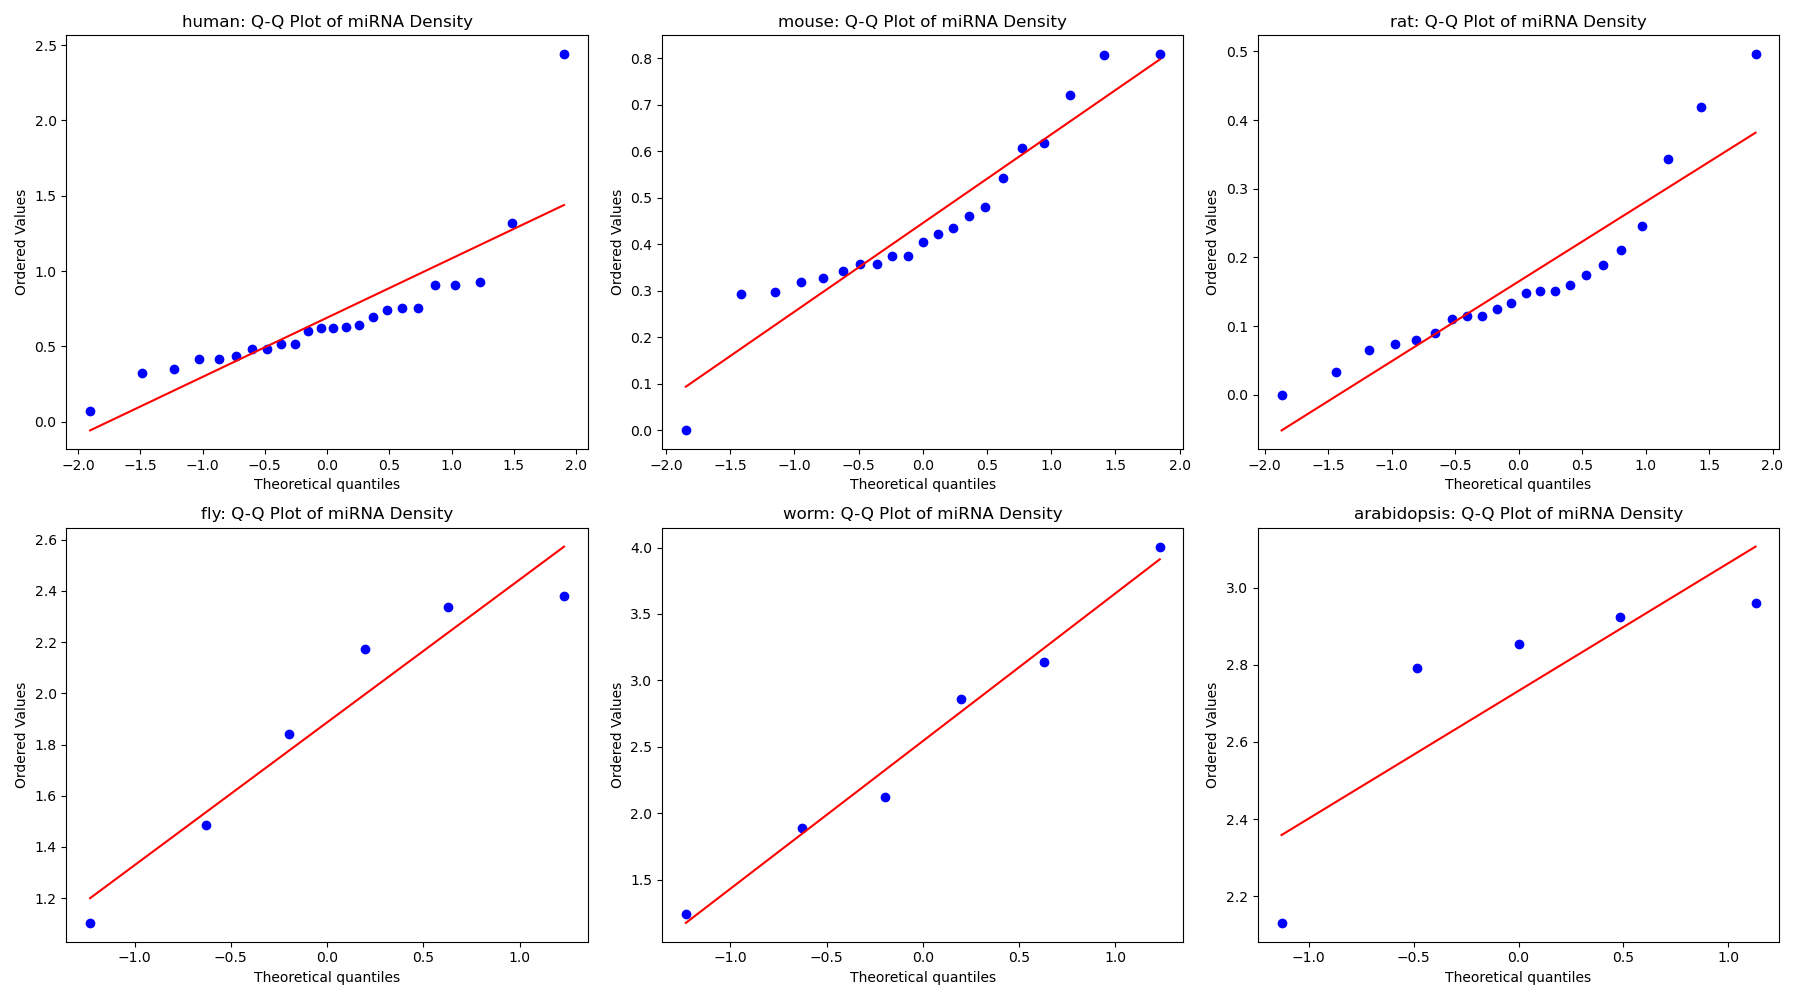 human: Q-Q Plot of miRNA Density
2.5
2.0
1.5
1.0
0.5
0.0
Ordered Values
−2.0 −1.5 −1.0 −0.5 0.0 0.5 1.0 1.5 2.0
Theoretical quantiles
mouse: Q-Q Plot of miRNA Density
0.8
0.7
0.6
0.5
0.4
0.3
0.2
0.1
0.0
Ordered Values
−2.0 −1.5 −1.0 −0.5 0.0 0.5 1.0 1.5 2.0
Theoretical quantiles
rat: Q-Q Plot of miRNA Density
0.5
0.4
0.3
0.2
0.1
0.0
Ordered Values
−2.0 −1.5 −1.0 −0.5 0.0 0.5 1.0 1.5 2.0
Theoretical quantiles
fly: Q-Q Plot of miRNA Density
2.6
2.4
2.2
2.0
1.8
1.6
1.4
1.2
Ordered Values
−1.0 −0.5 0.0 0.5 1.0
Theoretical quantiles
worm: Q-Q Plot of miRNA Density
4.0
3.5
3.0
2.5
2.0
1.5
Ordered Values
−1.0 −0.5 0.0 0.5 1.0
Theoretical quantiles
arabidopsis: Q-Q Plot of miRNA Density
3.0
2.8
2.6
2.4
2.2
Ordered Values
−1.0 −0.5 0.0 0.5 1.0
Theoretical quantiles